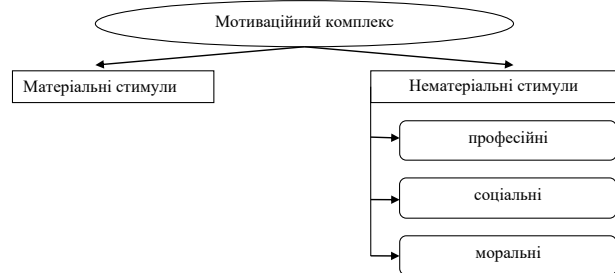 Мотиваційний комплекс
Матеріальні стимули
Нематеріальні стимули
професійні
соціальні
моральні